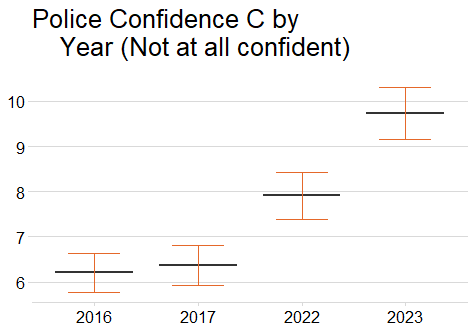 Police Confidence C by
Year (Not at all confident)
10
9
8
7
6
2016 2017 2022 2023